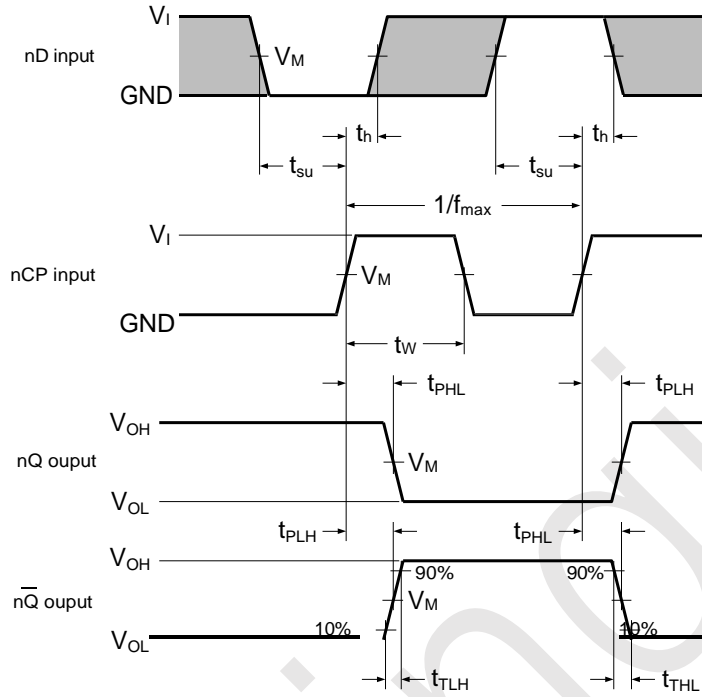 VI
nD input
VM
GND
th
th
tsu
tsu
1/fmax
VI
nCP input
VM
GND
tW
tPHL
tPLH
VOH
nQ ouput
VM
VOL
tPLH
tPHL
VOH
90%
90%
nQ̅ ouput
VM
10%
10%
VOL
tTLH
tTHL